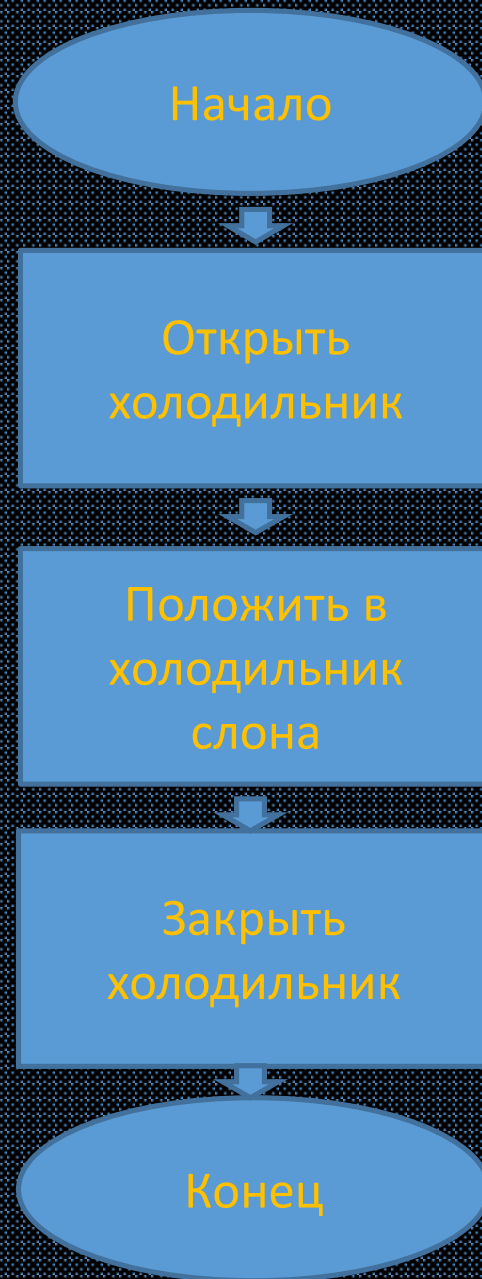 Начало
Открыть
холодильник
Положить в
холодильник
слона
Закрыть
холодильник
Конец